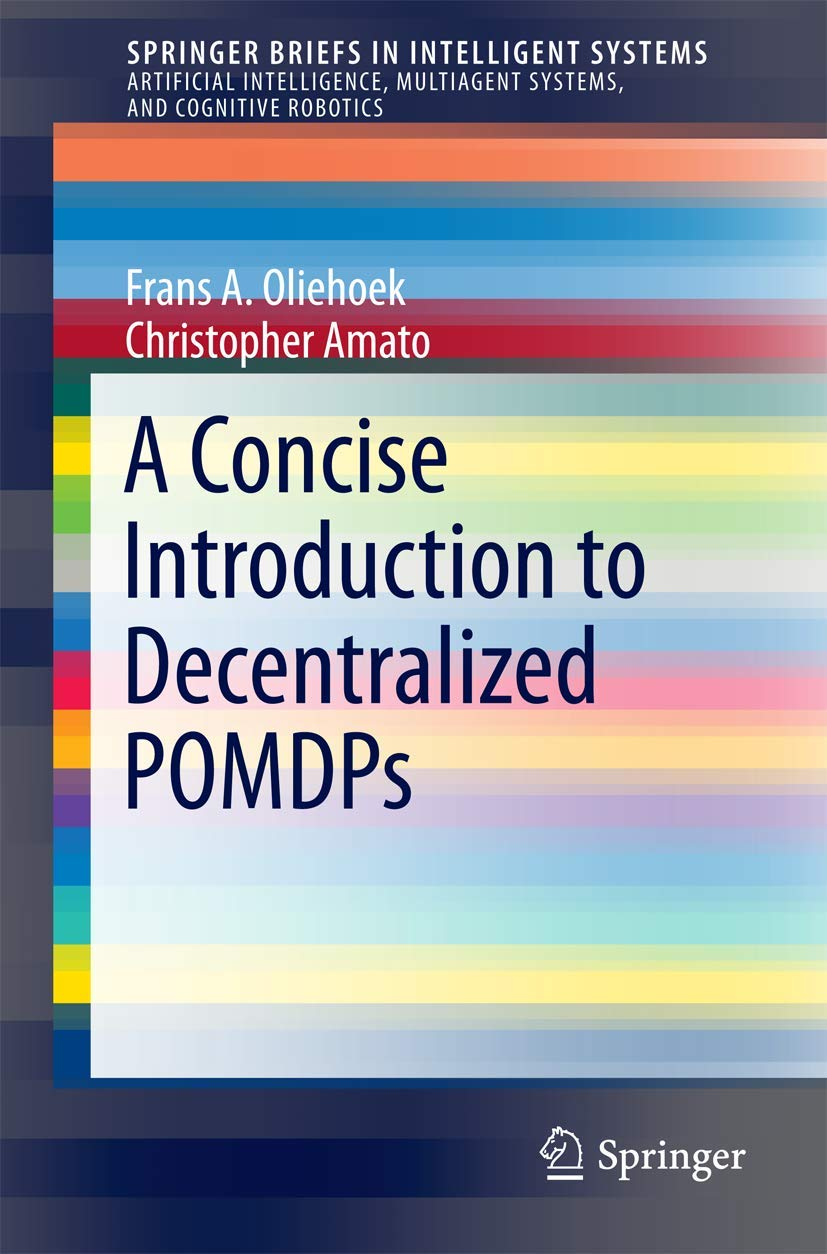 SPRINGER BRIEFS IN INTELLIGENT SYSTEMS
ARTIFICIAL INTELLIGENCE, MULTIAGENT SYSTEMS,
AND COGNITIVE ROBOTICS
Frans A. Oliehoek
Christopher Amato
A Concise
Introduction to
Decentralized
POMDPs
Springer